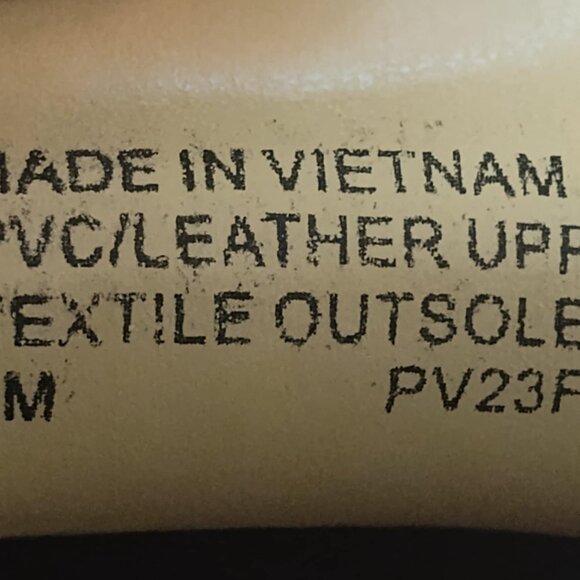 MADE IN VIETNAM
PVC/LEATHER UPP
TEXTILE OUTSOLE
M PV23F